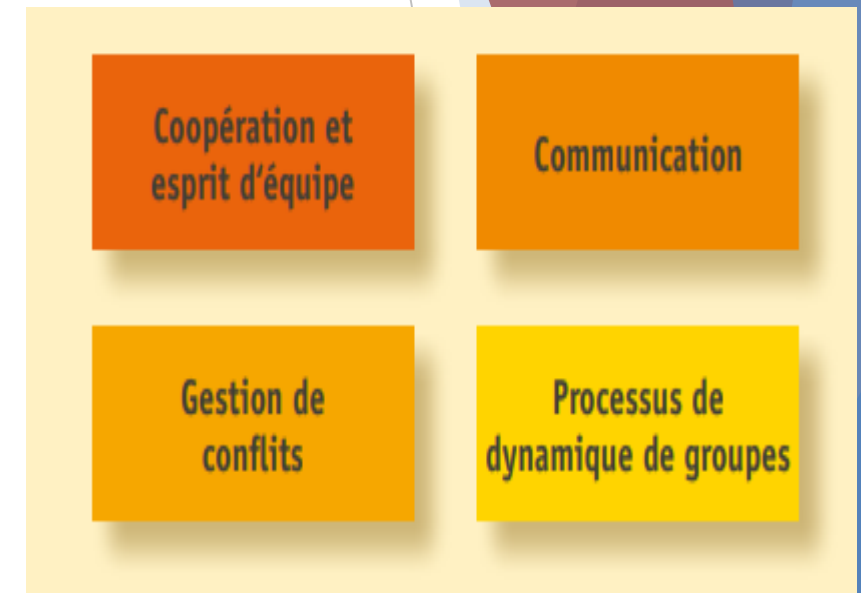 Coopération et
esprit d'équipe
Communication
Gestion de
conflits
Processus de
dynamique de groupes